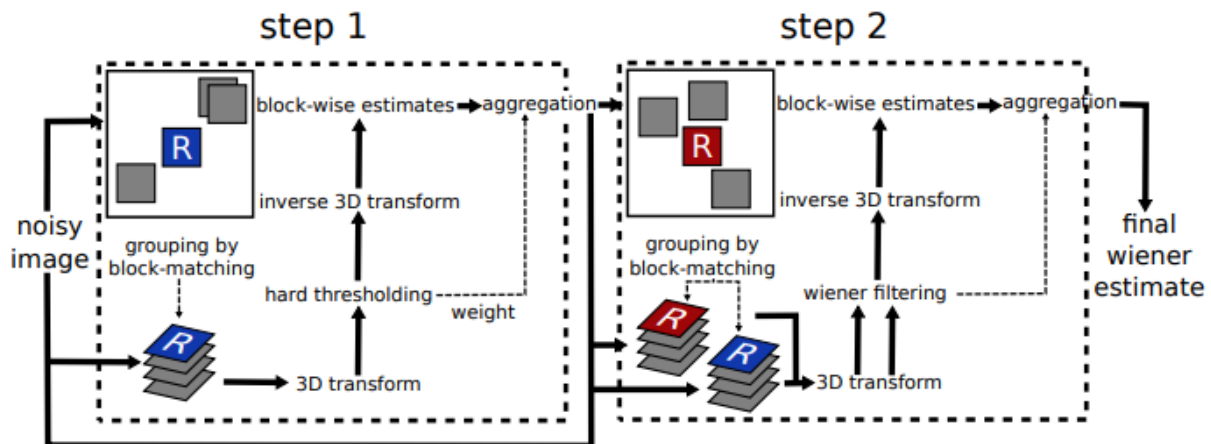 step 1
step 2
R
block-wise estimates
aggregation
inverse 3D transform
noisy
image
grouping by
block-matching
hard thresholding
weight
R
3D transform
R
block-wise estimates
aggregation
inverse 3D transform
grouping by
block-matching
wiener filtering
R
R
3D transform
final
wiener
estimate